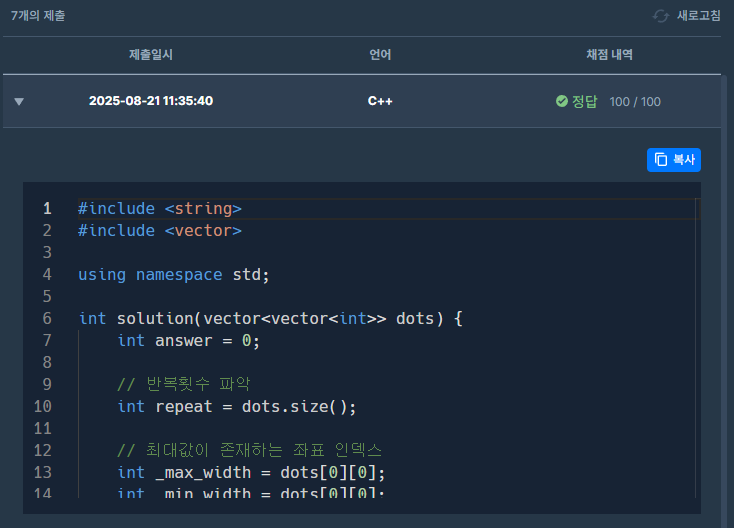 7개의 제출
새로고침
제출일시 언어 채점 내역
2025-08-21 11:35:40 C++ 정답 100 / 100
복사
1 #include <string>
2 #include <vector>
3
4 using namespace std;
5
6 int solution(vector<vector<int>> dots) {
7 int answer = 0;
8
9 // 반복횟수 파악
10 int repeat = dots.size();
11
12 // 최대값이 존재하는 좌표 인덱스
13 int _max_width = dots[0][0];
14 int _min_width = dots[0][0];